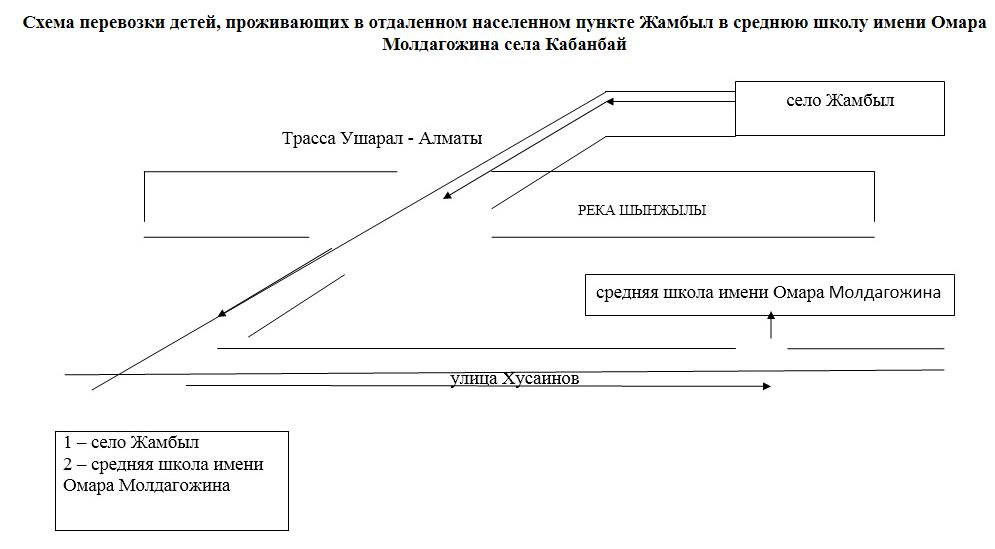 Схема перевозки детей, проживающих в отдаленном населенном пункте Жамбыл в среднюю школу имени Омара
Молдагожина села Кабанбай
село Жамбыл
Трасса Ушарал - Алматы
РЕКА ШЫНЖЫЛЫ
средняя школа имени Омара Молдагожина
улица Хусаинов
1 – село Жамбыл
2 – средняя школа имени
Омара Молдагожина